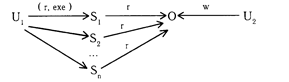 ( r, exe ) r w
U₁ S₁ O U₂
r
S₂
r
...
Sₙ